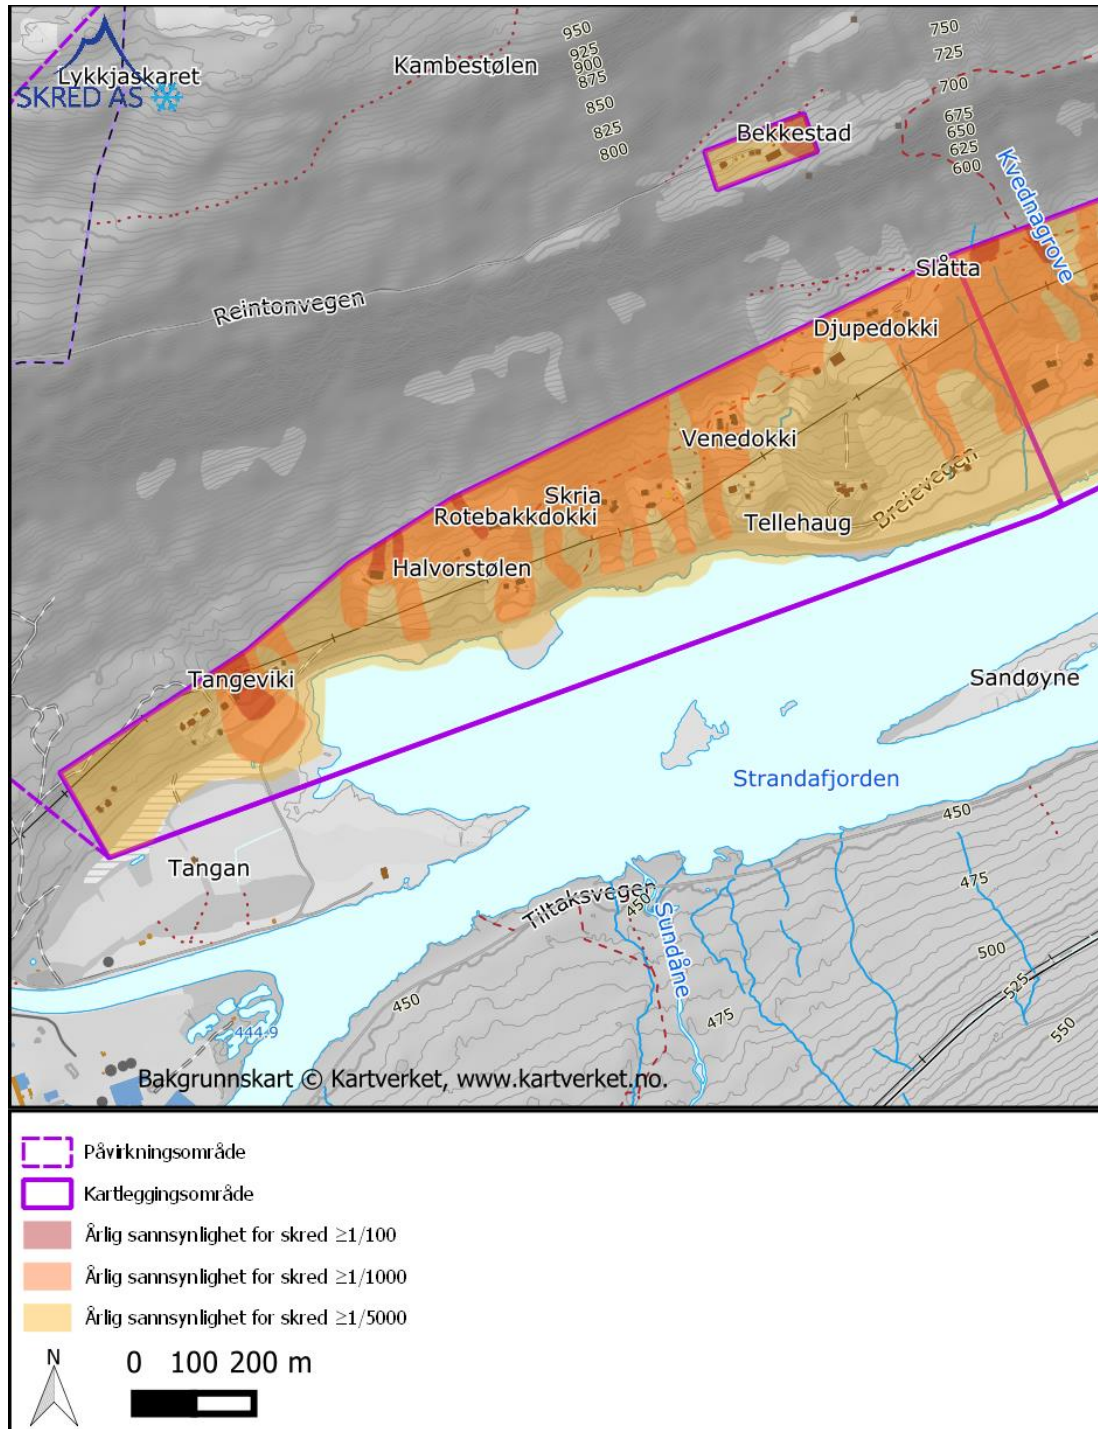 Lykkjaskaret
SKRED AS
Kambestølen
950
925
900
875
850
825
800
750
725
700
675
650
625
600
Bekkestad
Kvednagrove
Reintonvegen
Slåtta
Djupedokki
Venedokki
Skria
Rotebakkdokki
Tellehaug
Breievegen
Halvorstølen
Tangeviki
Sandøyne
Strandafjorden
450
Tangan
475
Tiltaksvegen
450
Sundåne
500
525
450
475
550
444.9
Bakgrunnskart © Kartverket, www.kartverket.no.
Påvirkningsområde
Kartleggingsområde
Årlig sannsynlighet for skred ≥1/100
Årlig sannsynlighet for skred ≥1/1000
Årlig sannsynlighet for skred ≥1/5000
N
0 100 200 m